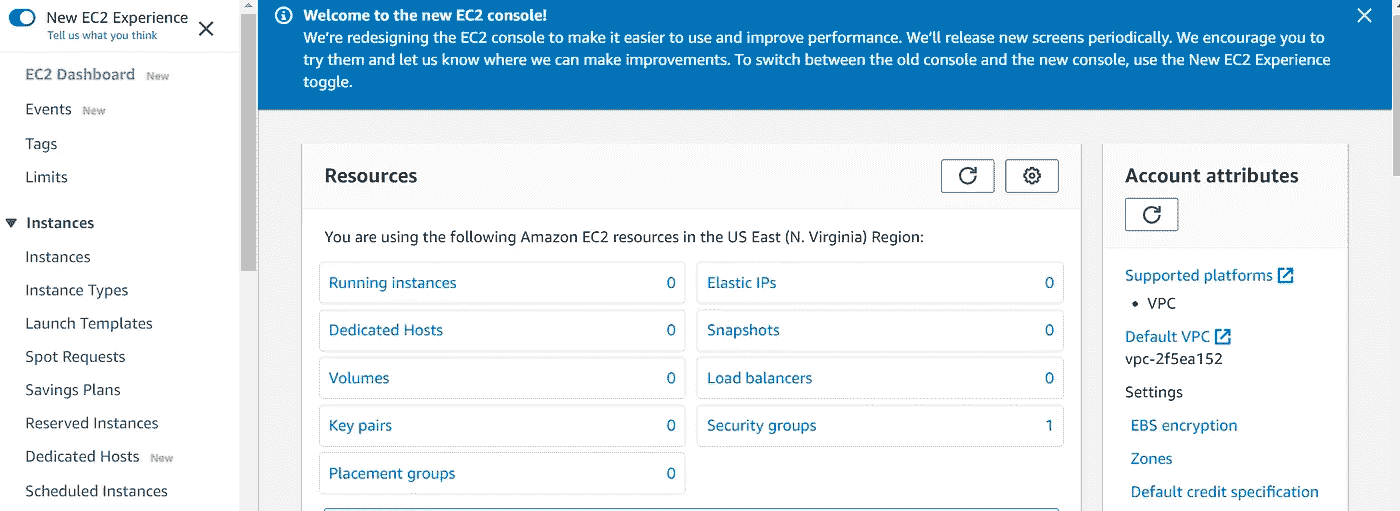 New EC2 Experience
Tell us what you think
EC2 Dashboard New
Events New
Tags
Limits
Instances
Instances
Instance Types
Launch Templates
Spot Requests
Savings Plans
Reserved Instances
Dedicated Hosts New
Scheduled Instances
Welcome to the new EC2 console!
We're redesigning the EC2 console to make it easier to use and improve performance. We'll release new screens periodically. We encourage you to
try them and let us know where we can make improvements. To switch between the old console and the new console, use the New EC2 Experience
toggle.
Resources
You are using the following Amazon EC2 resources in the US East (N. Virginia) Region:
Running instances 0
Elastic IPs 0
Dedicated Hosts 0
Snapshots 0
Volumes 0
Load balancers 0
Key pairs 0
Security groups 1
Placement groups 0
Account attributes
Supported platforms
• VPC
Default VPC
vpc-2f5ea152
Settings
EBS encryption
Zones
Default credit specification